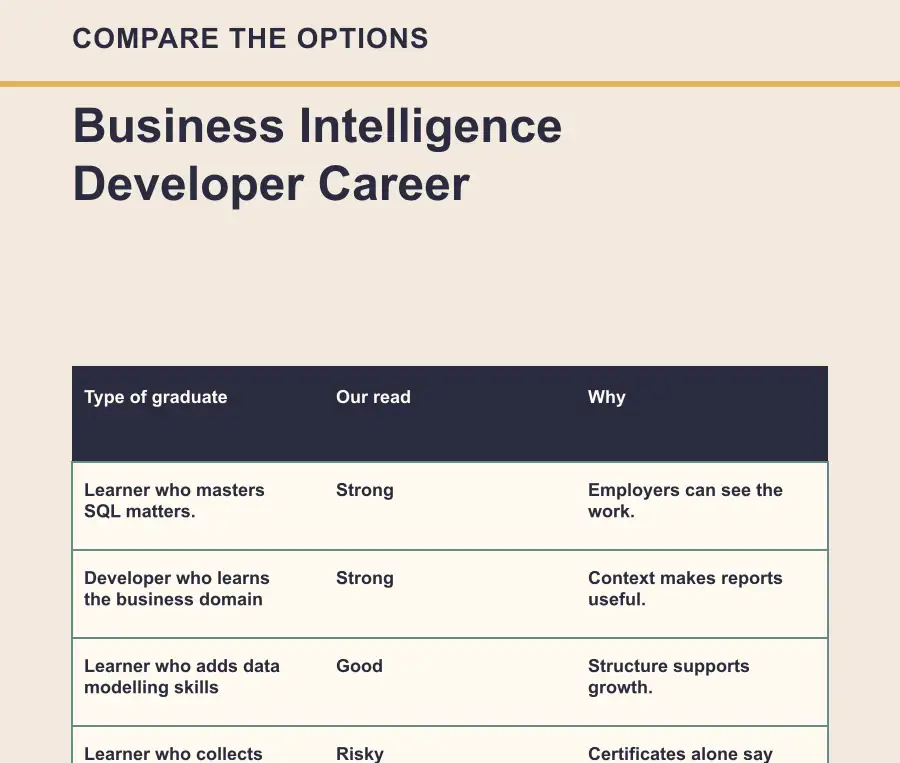 COMPARE THE OPTIONS
Business Intelligence
Developer Career
Type of graduate Our read Why
Learner who masters Strong Employers can see the
SQL matters. work.
Developer who learns Strong Context makes reports
the business domain useful.
Learner who adds data Good Structure supports
modelling skills growth.
Learner who collects Risky Certificates alone say